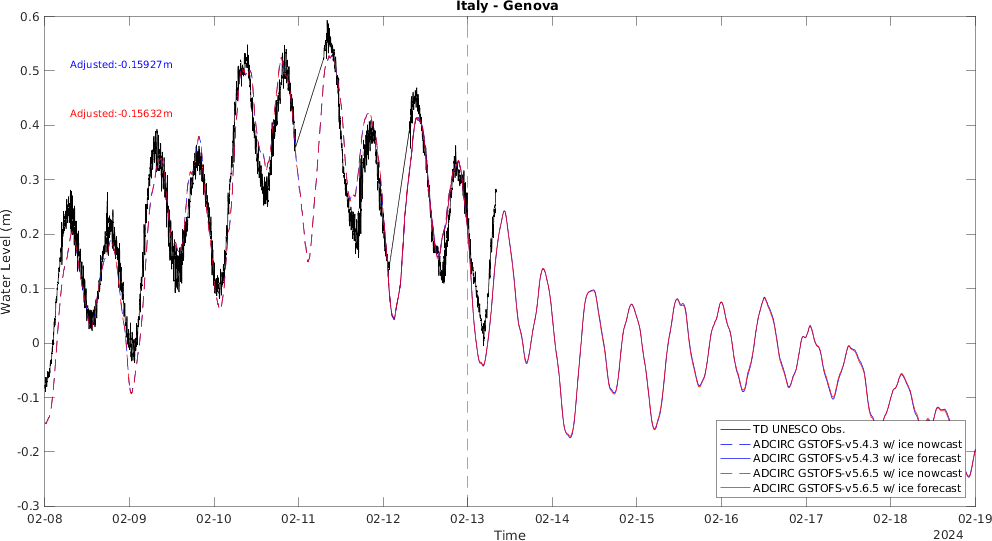 Italy - Genova
Adjusted:-0.15927m
Adjusted:-0.15632m
Water Level (m)
0.6
0.5
0.4
0.3
0.2
0.1
0
-0.1
-0.2
-0.3
TD UNESCO Obs.
ADCIRC GSTOFS-v5.4.3 w/ ice nowcast
ADCIRC GSTOFS-v5.4.3 w/ ice forecast
ADCIRC GSTOFS-v5.6.5 w/ ice nowcast
ADCIRC GSTOFS-v5.6.5 w/ ice forecast
02-08 02-09 02-10 02-11 02-12 02-13 02-14 02-15 02-16 02-17 02-18 02-19
Time
2024